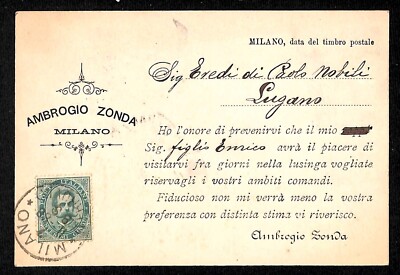 MILANO, data del timbro postale
Sig Eredi di Paolo Nobili
Lugano
AMBROGIO ZONDA
MILANO
Ho l'onore di prevenirvi che il mio
Sig. figlio Enrico avrà il piacere di
visitarvi fra giorni nella lusinga vogliate
riservagli i vostri ambiti comandi.
Fiducioso non mi verrà meno la vostra
preferenza con distinta stima vi riverisco.
Ambrogio Zonda
MILANO